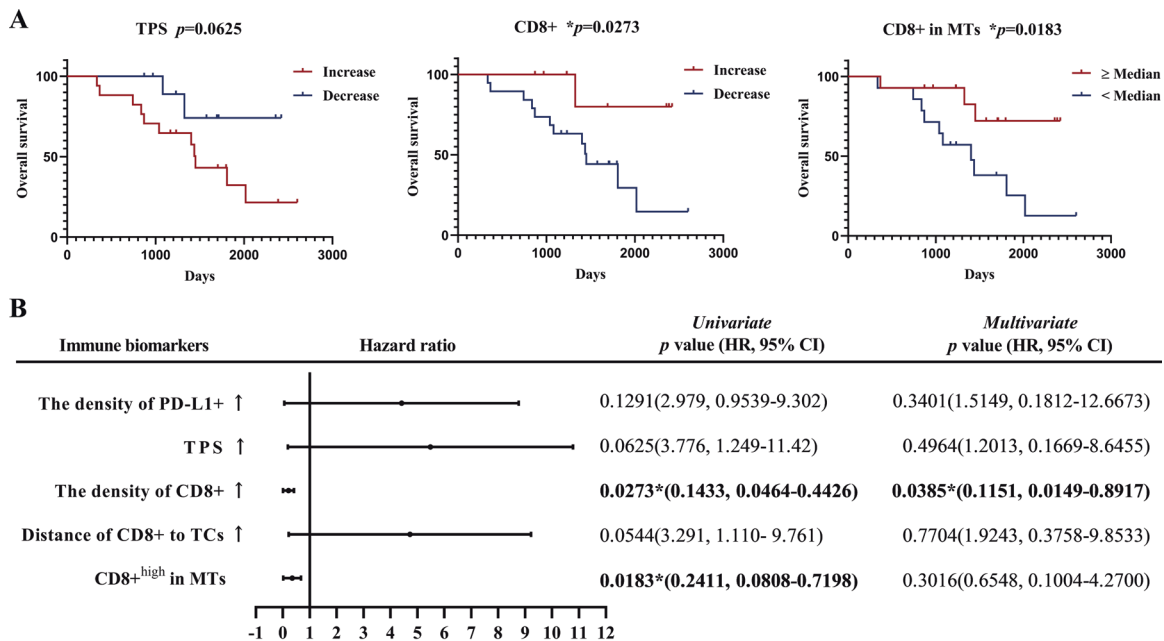 A
TPS p=0.0625
Overall survival
100
50
0
0 1000 2000 3000
Days
Increase
Decrease
CD8+ *p=0.0273
Overall survival
100
50
0
0 1000 2000 3000
Days
Increase
Decrease
CD8+ in MTs *p=0.0183
Overall survival
100
50
0
0 1000 2000 3000
Days
≥ Median
< Median
B
Immune biomarkers Hazard ratio Univariate p value (HR, 95% CI) Multivariate p value (HR, 95% CI)
The density of PD-L1+ ↑ 0.1291(2.979, 0.9539-9.302) 0.3401(1.5149, 0.1812-12.6673)
TPS ↑ 0.0625(3.776, 1.249-11.42) 0.4964(1.2013, 0.1669-8.6455)
The density of CD8+ ↑ 0.0273*(0.1433, 0.0464-0.4426) 0.0385*(0.1151, 0.0149-0.8917)
Distance of CD8+ to TCs ↑ 0.0544(3.291, 1.110- 9.761) 0.7704(1.9243, 0.3758-9.8533)
CD8+high in MTs 0.0183*(0.2411, 0.0808-0.7198) 0.3016(0.6548, 0.1004-4.2700)
-1 0 1 2 3 4 5 6 7 8 9 10 11 12